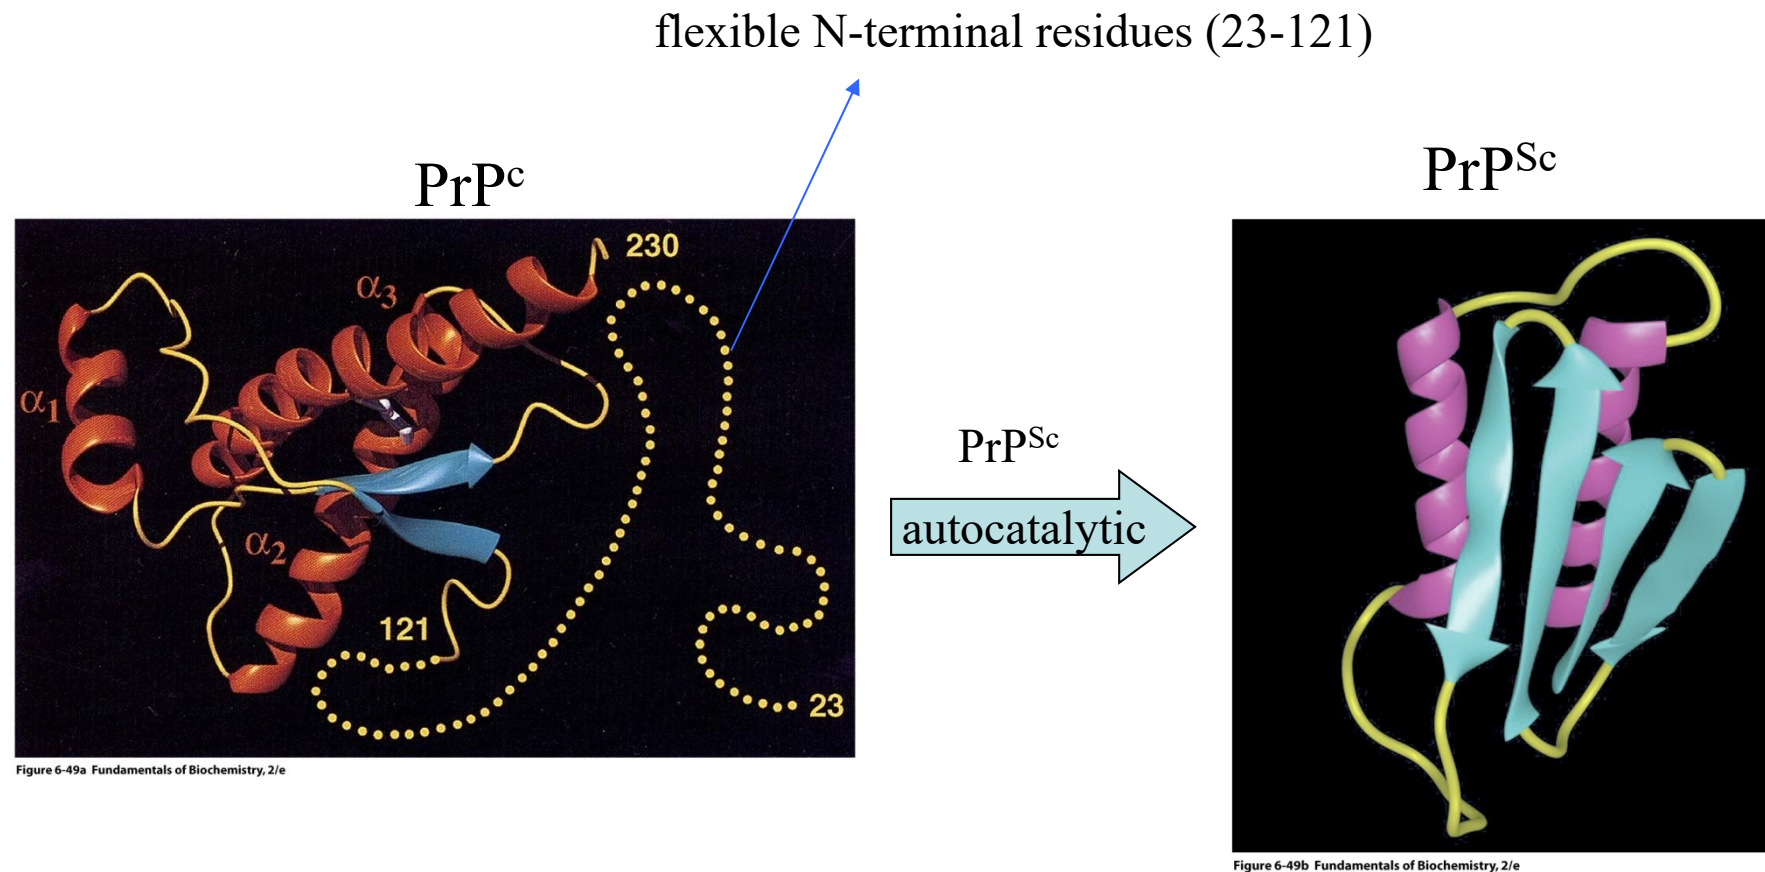 flexible N-terminal residues (23-121)
PrPᶜ
PrPˢᶜ
230
α₃
α₁
α₂
121
23
PrPˢᶜ
autocatalytic
Figure 6-49a Fundamentals of Biochemistry, 2/e
Figure 6-49b Fundamentals of Biochemistry, 2/e